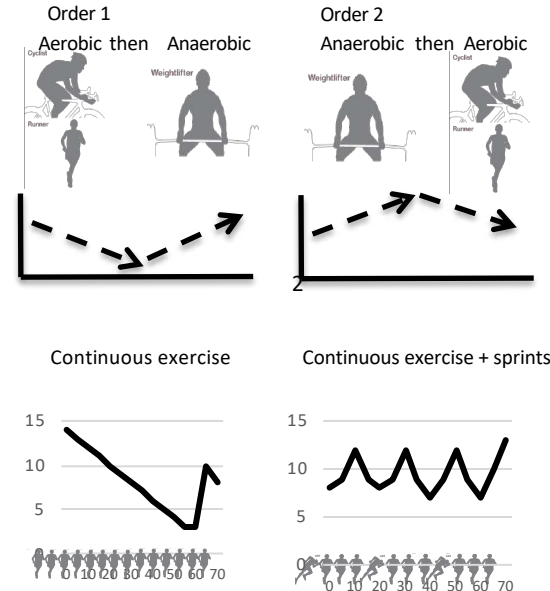 Order 1
Aerobic then Anaerobic
Cyclist
Weightlifter
Runner
Order 2
Anaerobic then Aerobic
Cyclist
Weightlifter
Runner
2
Continuous exercise
15
10
5
0
0 10 20 30 40 50 60 70
Continuous exercise + sprints
15
10
5
0
0 10 20 30 40 50 60 70